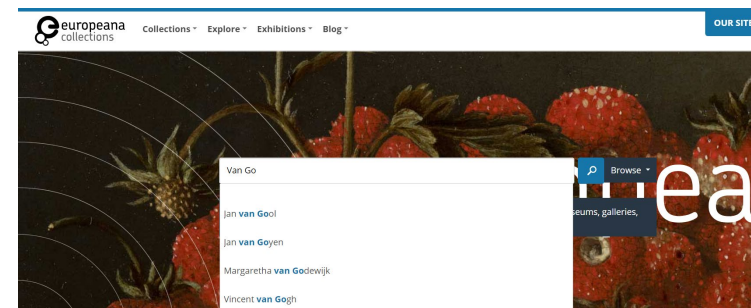 europeana
collections
Collections Explore Exhibitions Blog
OUR SITE
Van Go
Browse
ea
seums, galleries,
Jan van Gool
Jan van Goyen
Margaretha van Godewijk
Vincent van Gogh